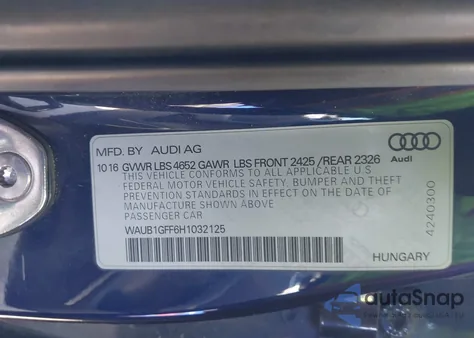 MFD. BY AUDI AG
10 16 GVWR LBS 4652 GAWR LBS FRONT 2425 /REAR 2326
THIS VEHICLE CONFORMS TO ALL APPLICABLE
FEDERAL MOTOR VEHICLE SAFETY, BUMPER AND THEFT
PREVENTION STANDARDS IN EFFECT ON THE DATE OF
MANUFACTURE SHOWN ABOVE
PASSENGER CAR
WAUB1GFF6H1032125
Audi
4240300
HUNGARY
autoSnap